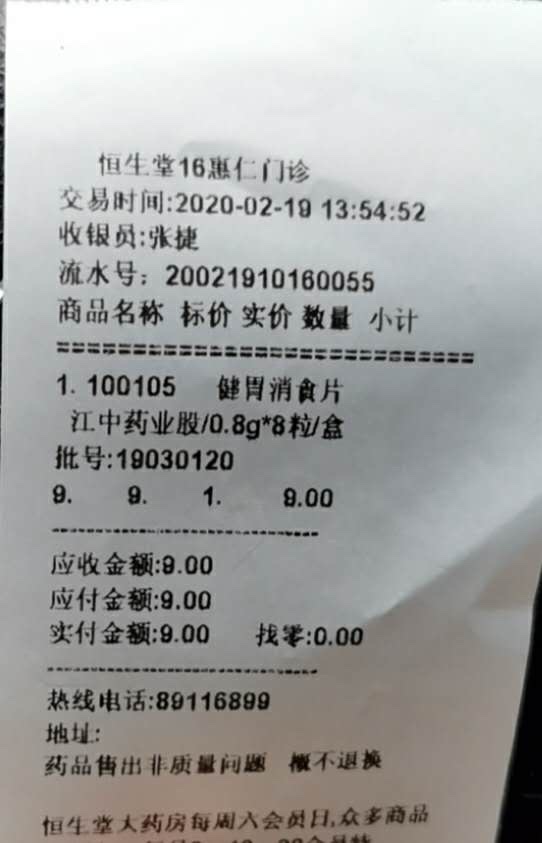 恒生堂16惠仁门诊
交易时间:2020-02-19 13:54:52
收银员:张捷
流水号：20021910160055
商品名称 标价 实价 数量 小计
1. 100105 健胃消食片
江中药业股/0.8g*8粒/盒
批号:19030120
9. 9. 1. 9.00
应收金额:9.00
应付金额:9.00
实付金额:9.00 找零:0.00
热线电话:89116899
地址:
药品售出非质量问题 概不退换
恒生堂大药房每周六会员日,众多商品